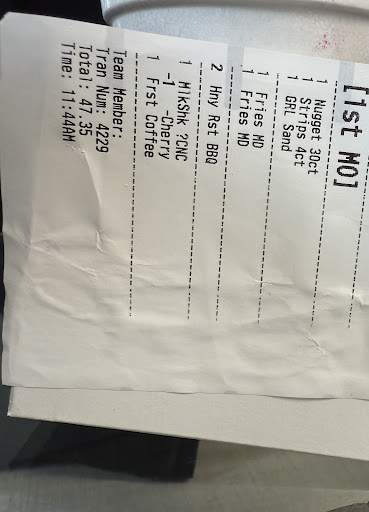 [1st MO]
1 Nugget 30ct
1 Strips 4ct
1 GRL Sand
1 Fries MD
1 Fries MD
2 Hny Rst BBQ
1 MlkShk ?CNC
-1 -Cherry
1 Frst Coffee
Team Member:
Tran Num: 4229
Total: 47.35
Time: 11:44AM